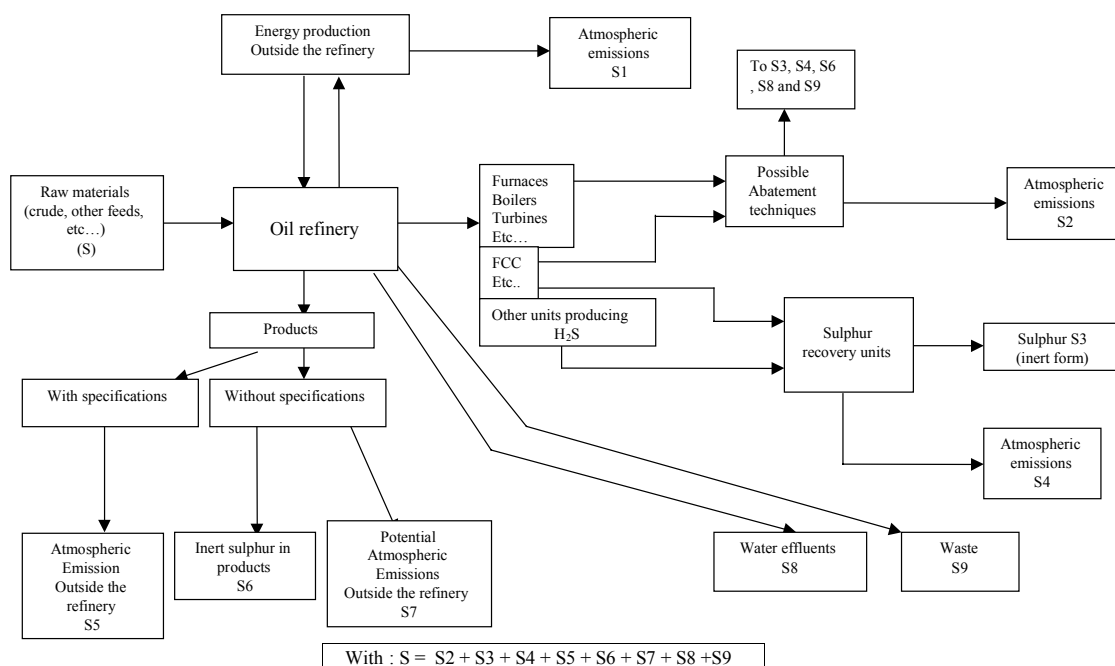 Energy production
Outside the refinery
Atmospheric
emissions
S1
To S3, S4, S6
, S8 and S9
Raw materials
(crude, other feeds,
etc…)
(S)
Oil refinery
Furnaces
Boilers
Turbines
Etc…
Possible
Abatement
techniques
Atmospheric
emissions
S2
FCC
Etc..
Other units producing
H₂S
Sulphur
recovery units
Sulphur S3
(inert form)
Products
With specifications
Without specifications
Atmospheric
emissions
S4
Atmospheric
Emission
Outside the
refinery
S5
Inert sulphur in
products
S6
Potential
Atmospheric
Emissions
Outside the refinery
S7
Water effluents
S8
Waste
S9
With : S = S2 + S3 + S4 + S5 + S6 + S7 + S8 +S9